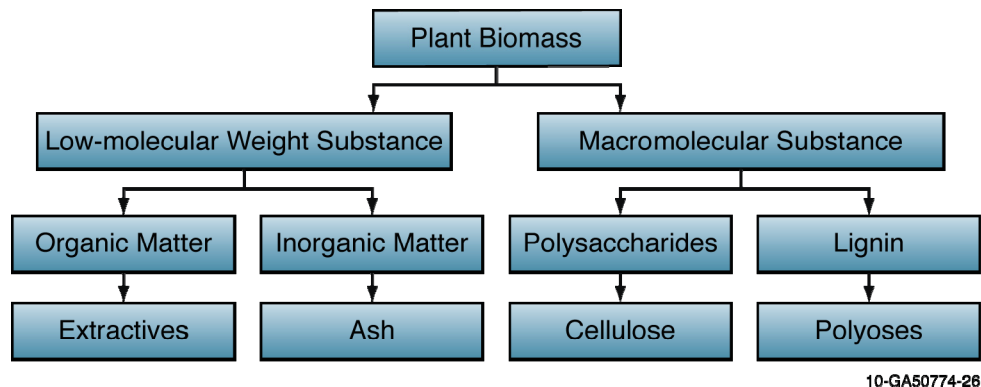 Plant Biomass
Low-molecular Weight Substance
Macromolecular Substance
Organic Matter
Inorganic Matter
Polysaccharides
Lignin
Extractives
Ash
Cellulose
Polyoses
10-GA50774-26